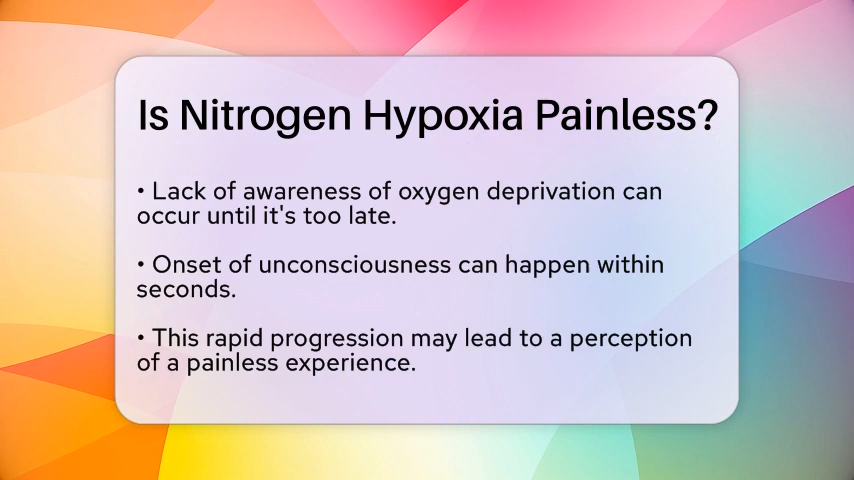 Is Nitrogen Hypoxia Painless?
• Lack of awareness of oxygen deprivation can
occur until it's too late.
• Onset of unconsciousness can happen within
seconds.
• This rapid progression may lead to a perception
of a painless experience.